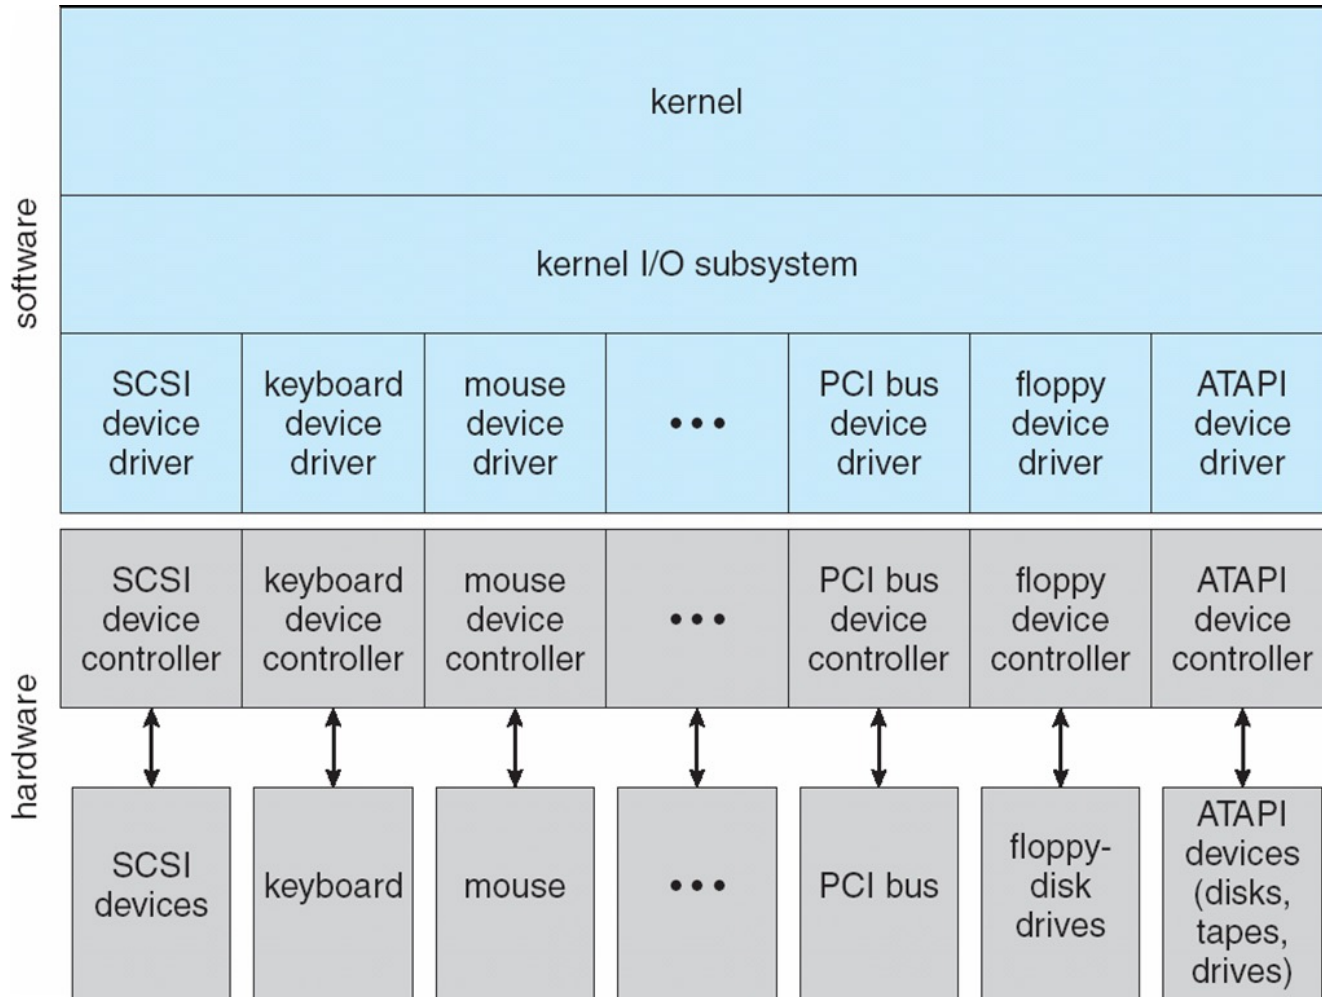 software
kernel
kernel I/O subsystem
SCSI
device
driver
keyboard
device
driver
mouse
device
driver
•••
PCI bus
device
driver
floppy
device
driver
ATAPI
device
driver
hardware
SCSI
device
controller
keyboard
device
controller
mouse
device
controller
•••
PCI bus
device
controller
floppy
device
controller
ATAPI
device
controller
SCSI
devices
keyboard
mouse
•••
PCI bus
floppy-
disk
drives
ATAPI
devices
(disks,
tapes,
drives)